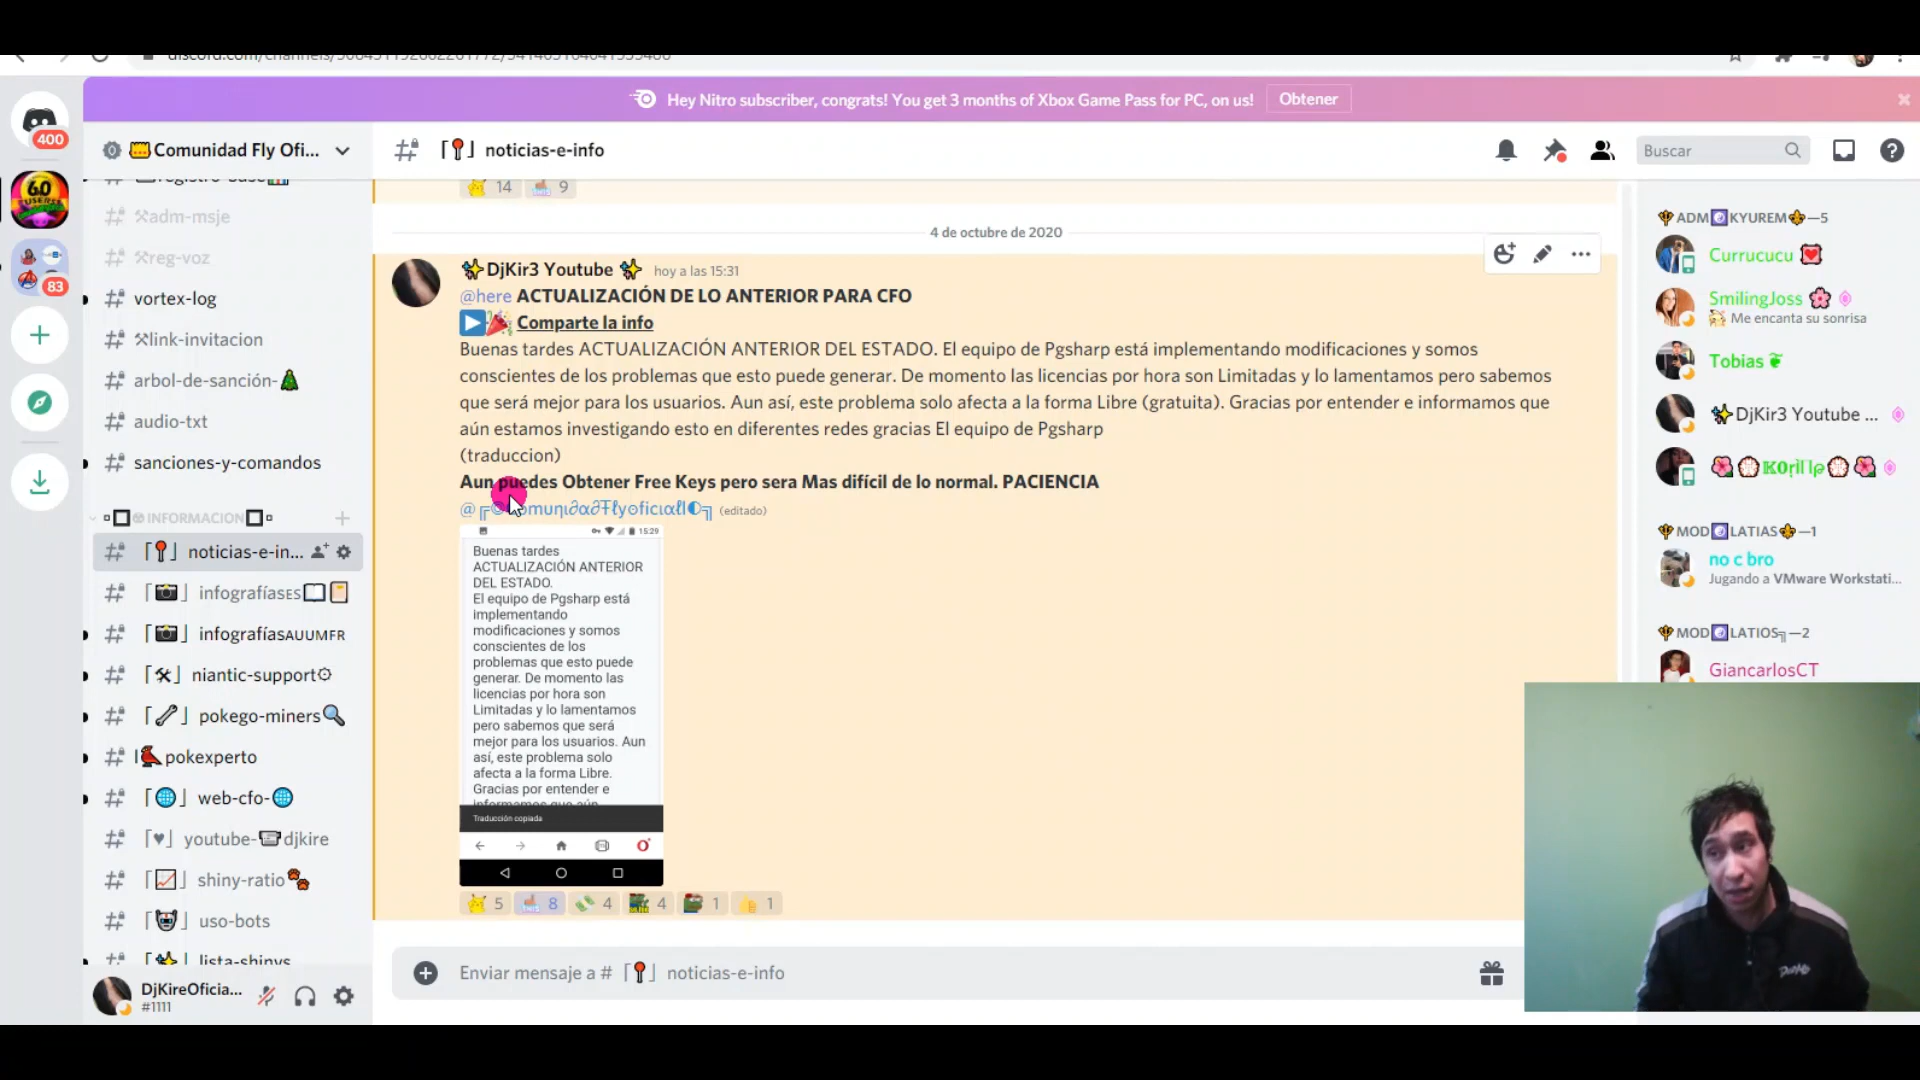 Hey Nitro subscriber, congrats! You get 3 months of Xbox Game Pass for PC, on us!
Obtener
400
Comunidad Fly Ofi...
noticias-e-info
Buscar
adm-msje
reg-voz
vortex-log
link-invitacion
arbol-de-sanción-
audio-txt
sanciones-y-comandos
INFORMACION
noticias-e-in...
infografíasES
infografíasAUUMFR
niantic-support
pokego-miners
pokexperto
web-cfo-
youtube-djkire
shiny-ratio
uso-bots
lista-shinys
DjKireOficia...
#1111
60
83
14
9
4 de octubre de 2020
DjKir3 Youtube
hoy a las 15:31
@here ACTUALIZACIÓN DE LO ANTERIOR PARA CFO
Comparte la info
Buenas tardes ACTUALIZACIÓN ANTERIOR DEL ESTADO. El equipo de Pgsharp está implementando modificaciones y somos
conscientes de los problemas que esto puede generar. De momento las licencias por hora son Limitadas y lo lamentamos pero sabemos
que será mejor para los usuarios. Aun así, este problema solo afecta a la forma Libre (gratuita). Gracias por entender e informamos que
aún estamos investigando esto en diferentes redes gracias El equipo de Pgsharp
(traduccion)
Aun puedes Obtener Free Keys pero sera Mas difícil de lo normal. PACIENCIA
(editado)
15:29
Buenas tardes
ACTUALIZACIÓN ANTERIOR
DEL ESTADO.
El equipo de Pgsharp está
implementando
modificaciones y somos
conscientes de los
problemas que esto puede
generar. De momento las
licencias por hora son
Limitadas y lo lamentamos
pero sabemos que será
mejor para los usuarios. Aun
así, este problema solo
afecta a la forma Libre.
Gracias por entender e
informamos que aún
Traducción copiada
5
8
4
4
1
1
Enviar mensaje a # noticias-e-info
ADM KYUREM—5
Currucucu
SmilingJoss
Me encanta su sonrisa
Tobias
DjKir3 Youtube ...
MOD LATIAS—1
no c bro
Jugando a VMware Workstati...
MOD LATIOS—2
GiancarlosCT